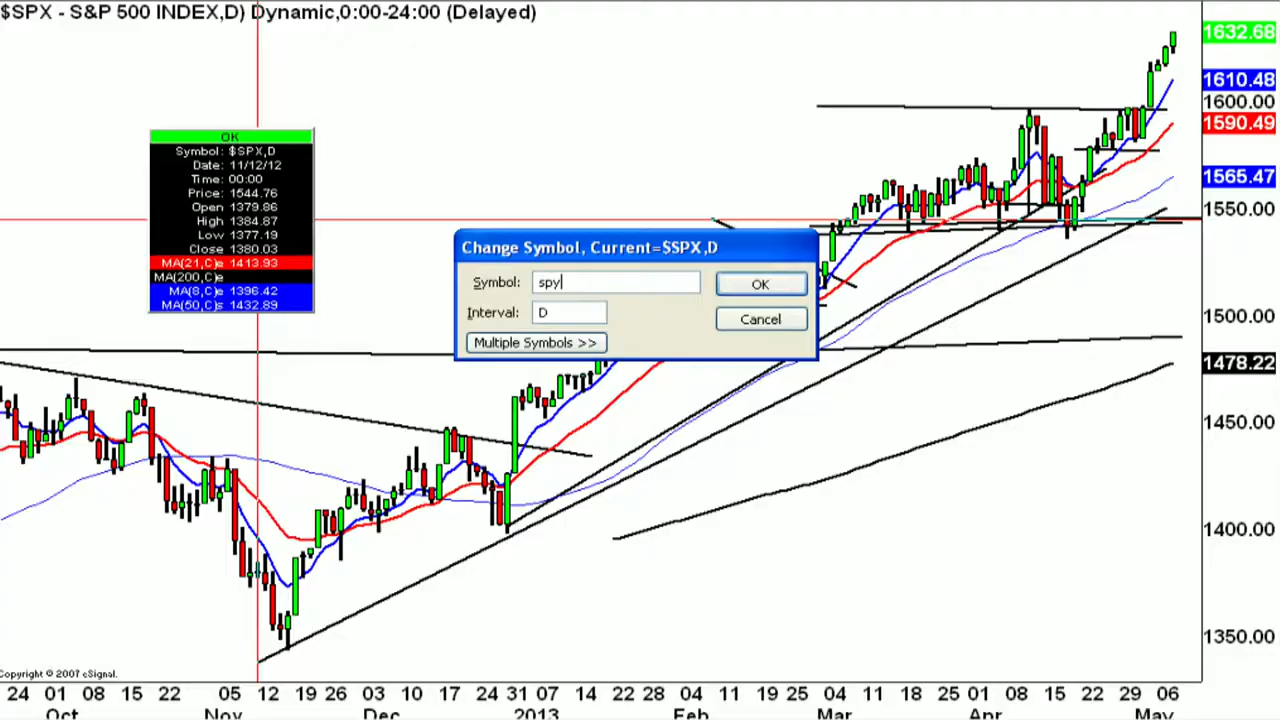 $SPX - S&P 500 INDEX,D) Dynamic,0:00-24:00 (Delayed)
1632.68
1610.48
1600.00
1590.49
1565.47
1550.00
1500.00
1478.22
1450.00
1400.00
1350.00
OK
Symbol: $SPX,D
Date: 11/12/12
Time: 00:00
Price: 1544.76
Open 1379.86
High 1384.87
Low 1377.19
Close 1380.03
MA(21,C)e 1413.93
MA(200,C)e
MA(8,C)e 1396.42
MA(50,C)s 1432.89
Change Symbol, Current=$SPX,D
Symbol: spy
OK
Interval: D
Cancel
Multiple Symbols >>
Copyright © 2007 eSignal.
24 01 08 15 22 05 12 19 26 03 10 17 24 31 07 14 22 28 04 11 19 25 04 11 18 25 01 08 15 22 29 06
Oct Nov Dec 2013 Feb Mar Apr May